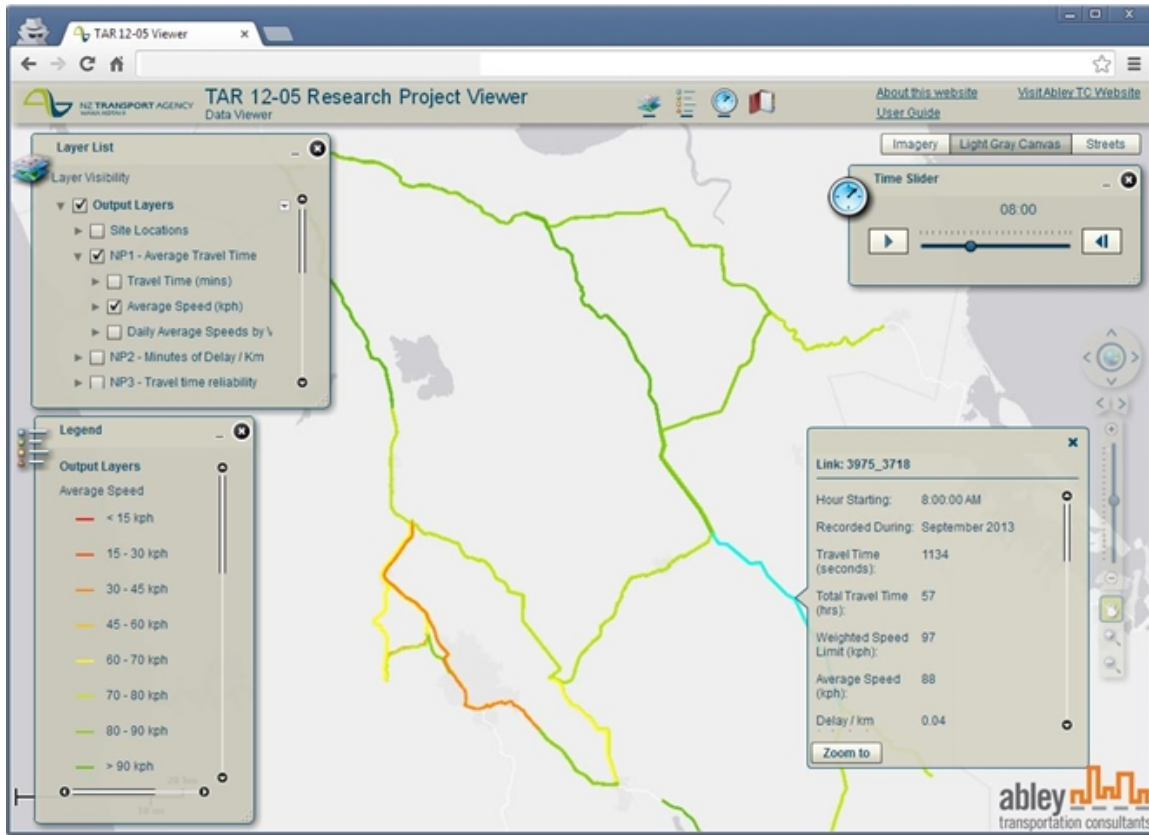 TAR 12-05 Viewer
NZ TRANSPORT AGENCY
WAKA KOTAHI
TAR 12-05 Research Project Viewer
Data Viewer
About this website
Visit Abley TC Website
User Guide
Imagery
Light Gray Canvas
Streets
Layer List
Layer Visibility
Output Layers
Site Locations
NP1 - Average Travel Time
Travel Time (mins)
Average Speed (kph)
Daily Average Speeds by V
NP2 - Minutes of Delay / Km
NP3 - Travel time reliability
Time Slider
08:00
Legend
Output Layers
Average Speed
< 15 kph
15 - 30 kph
30 - 45 kph
45 - 60 kph
60 - 70 kph
70 - 80 kph
80 - 90 kph
> 90 kph
Link: 3975_3718
Hour Starting: 8:00:00 AM
Recorded During: September 2013
Travel Time (seconds): 1134
Total Travel Time (hrs): 57
Weighted Speed Limit (kph): 97
Average Speed (kph): 88
Delay / km 0.04
Zoom to
abley
transportation consultants